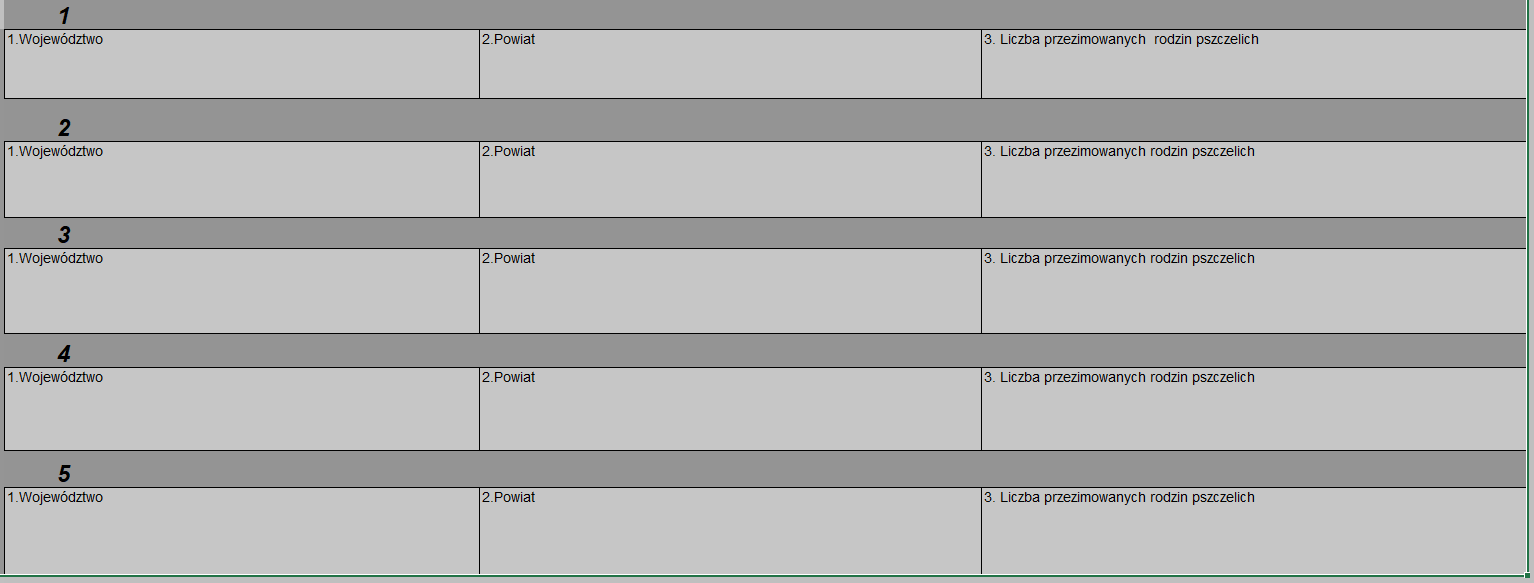 1
1.Województwo 2.Powiat 3. Liczba przezimowanych  rodzin pszczelich
2
1.Województwo 2.Powiat 3. Liczba przezimowanych rodzin pszczelich
3
1.Województwo 2.Powiat 3. Liczba przezimowanych rodzin pszczelich
4
1.Województwo 2.Powiat 3. Liczba przezimowanych rodzin pszczelich
5
1.Województwo 2.Powiat 3. Liczba przezimowanych rodzin pszczelich